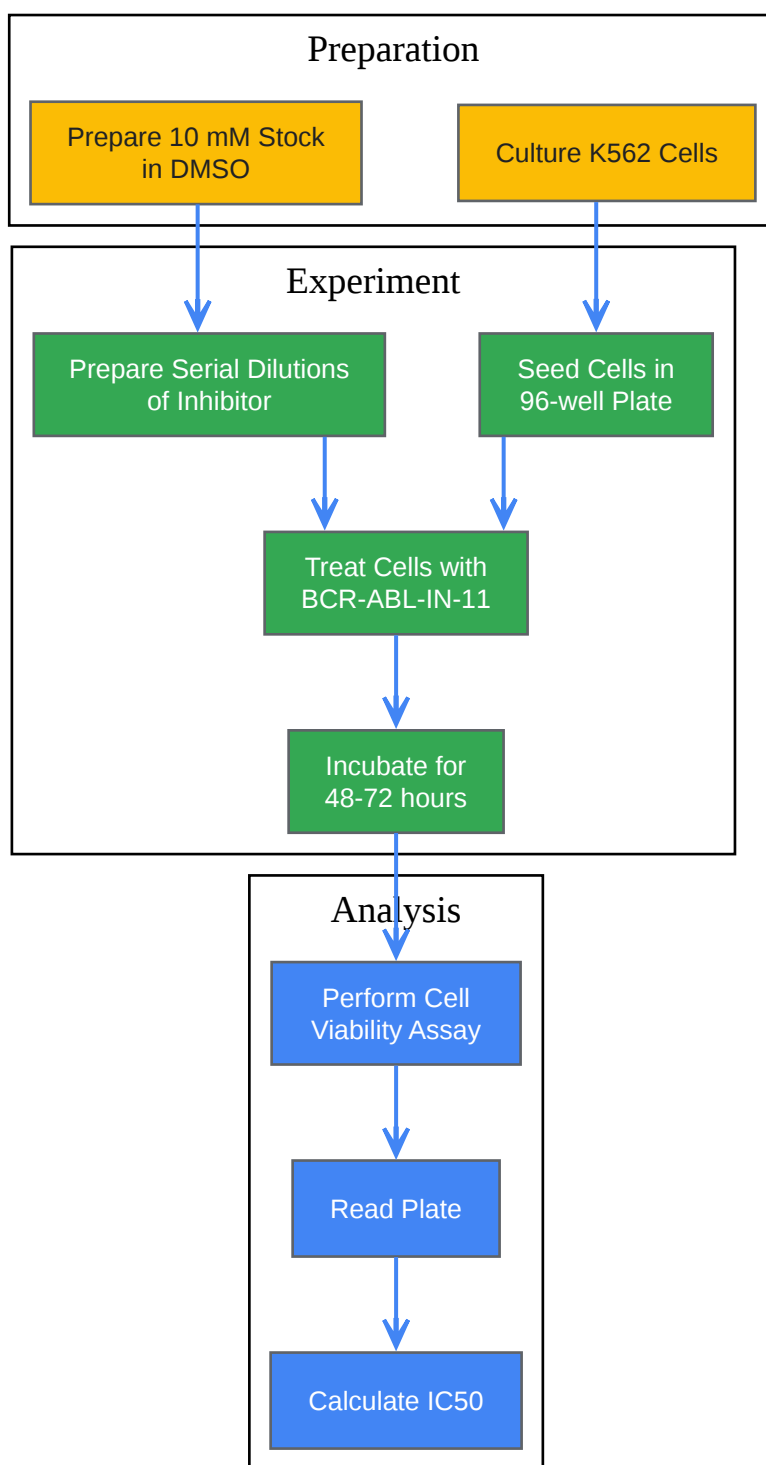 Preparation
Prepare 10 mM Stock
in DMSO
Culture K562 Cells
Experiment
Prepare Serial Dilutions
of Inhibitor
Seed Cells in
96-well Plate
Treat Cells with
BCR-ABL-IN-11
Incubate for
48-72 hours
Analysis
Perform Cell
Viability Assay
Read Plate
Calculate IC50